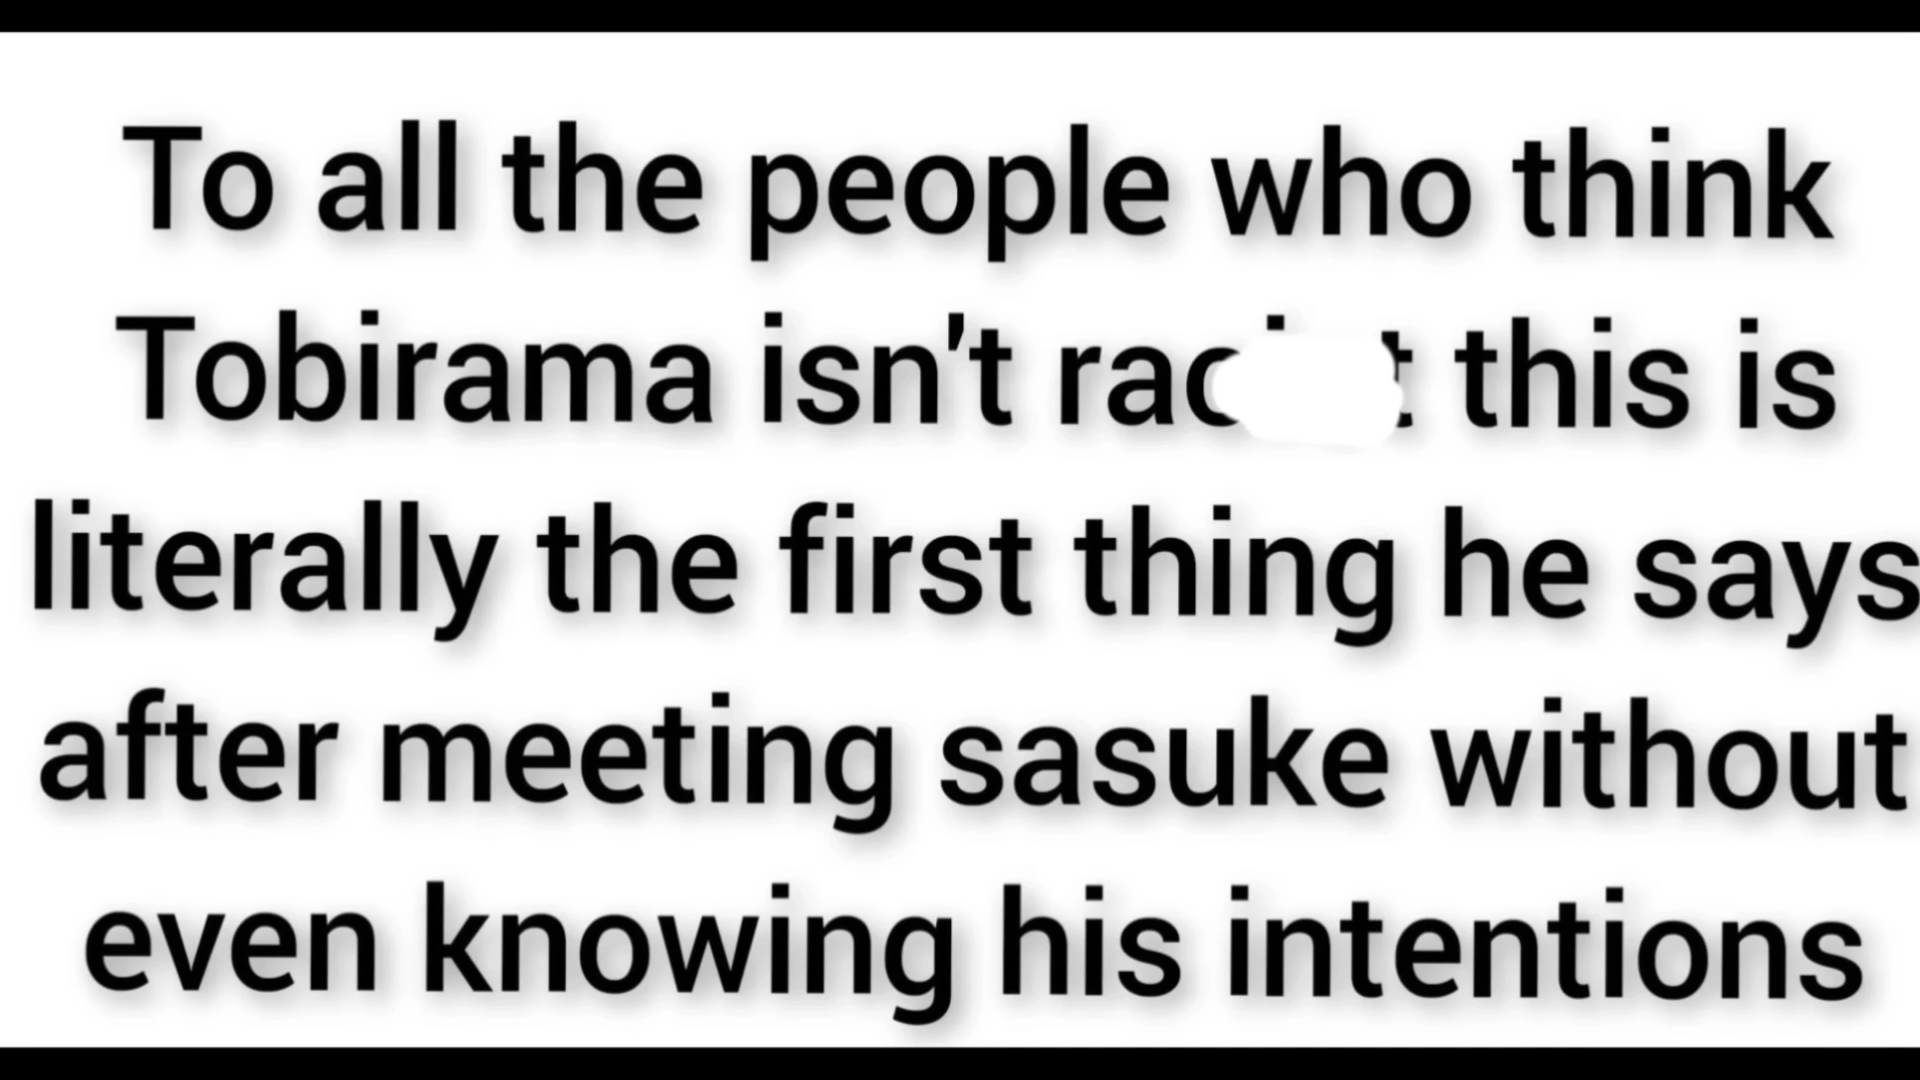 To all the people who think
Tobirama isn't this is
literally the first thing he says
after meeting sasuke without
even knowing his intentions